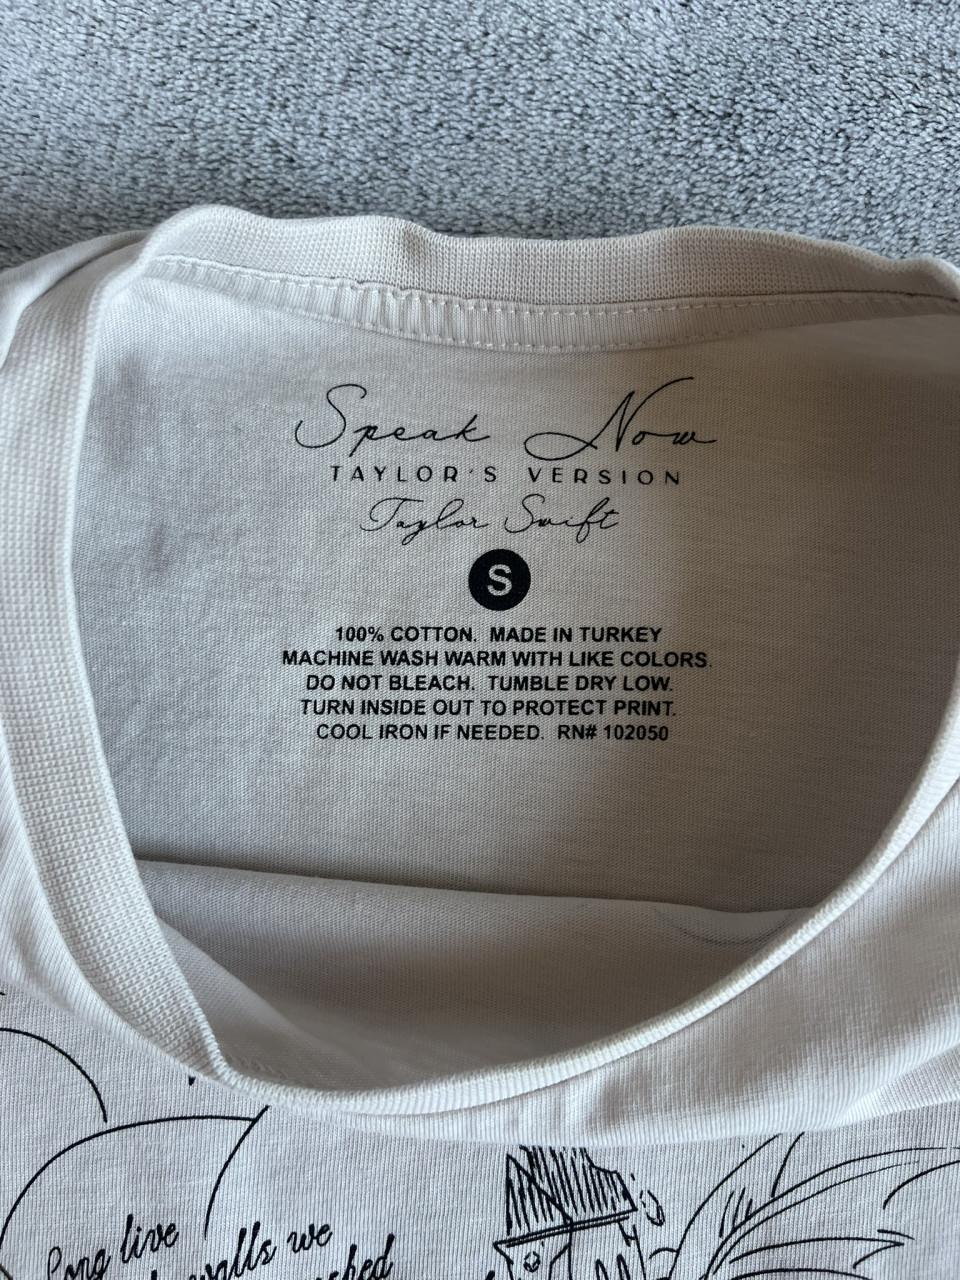 Speak Now
TAYLOR'S VERSION
Taylor Swift
S
100% COTTON. MADE IN TURKEY
MACHINE WASH WARM WITH LIKE COLORS.
DO NOT BLEACH. TUMBLE DRY LOW.
TURN INSIDE OUT TO PROTECT PRINT.
COOL IRON IF NEEDED. RN# 102050
Long live
walls we